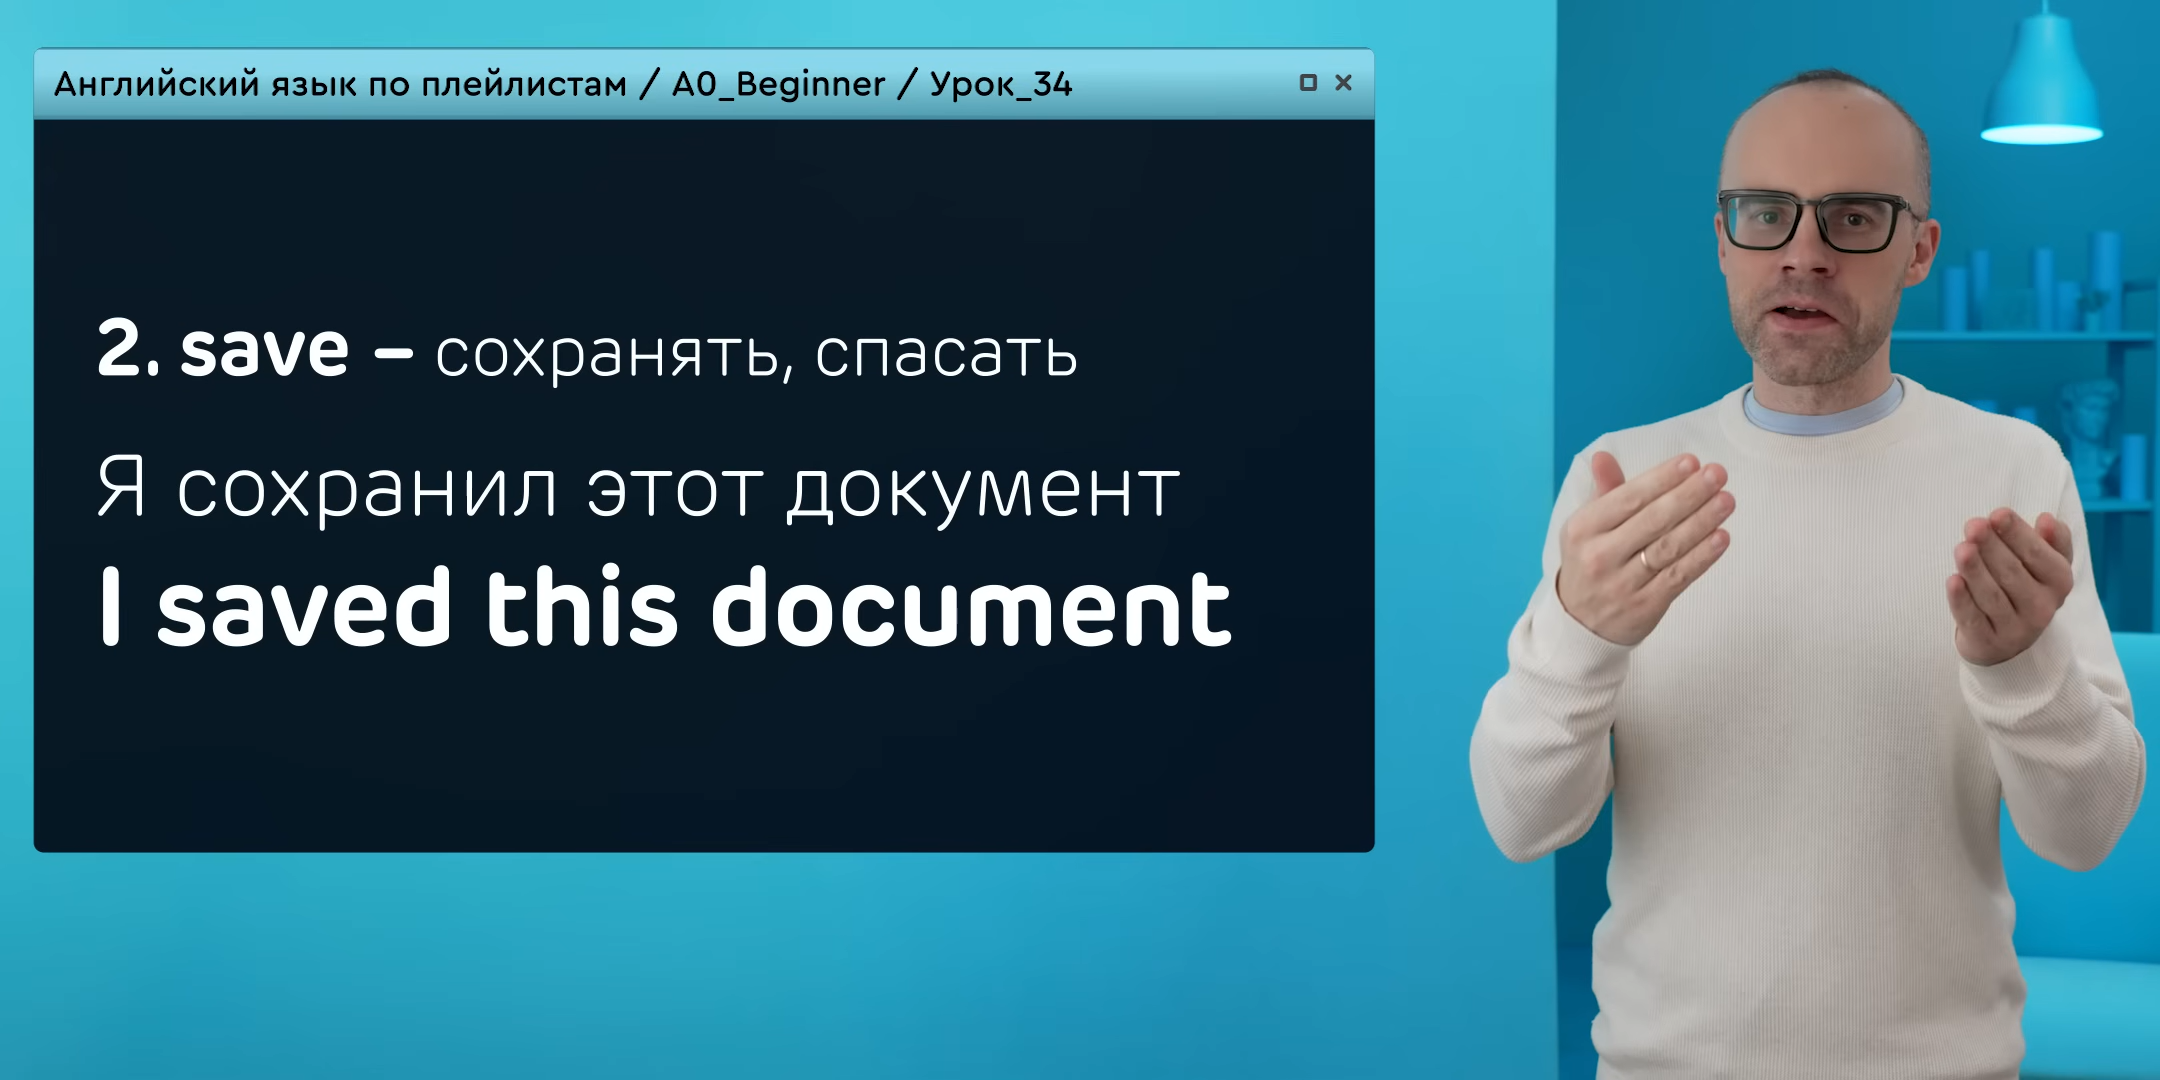 Английский язык по плейлистам / A0_Beginner / Урок_34
2. save – сохранять, спасать
Я сохранил этот документ
I saved this document